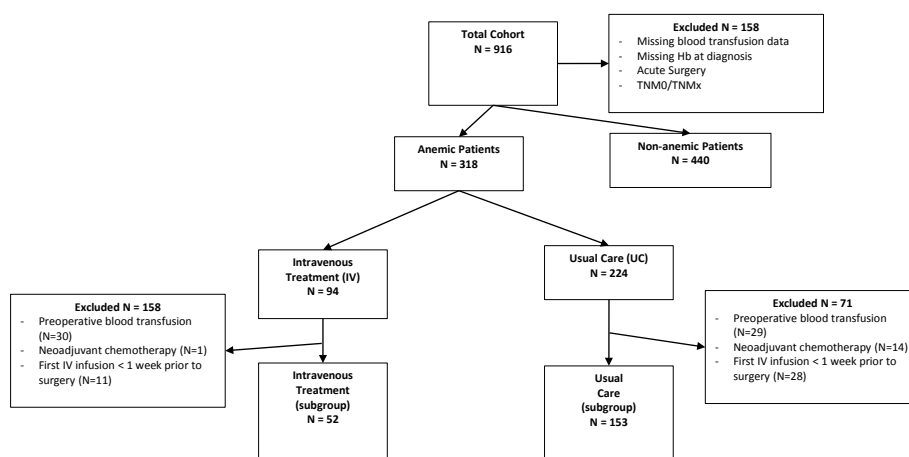 Total Cohort
N = 916
Excluded N = 158
- Missing blood transfusion data
- Missing Hb at diagnosis
- Acute Surgery
- TNM0/TNMx
Anemic Patients
N = 318
Non-anemic Patients
N = 440
Intravenous
Treatment (IV)
N = 94
Usual Care (UC)
N = 224
Excluded N = 158
- Preoperative blood transfusion
(N=30)
- Neoadjuvant chemotherapy (N=1)
- First IV infusion < 1 week prior to
surgery (N=11)
Excluded N = 71
- Preoperative blood transfusion
(N=29)
- Neoadjuvant chemotherapy (N=14)
- First IV infusion < 1 week prior to
surgery (N=28)
Intravenous
Treatment
(subgroup)
N = 52
Usual
Care
(subgroup)
N = 153